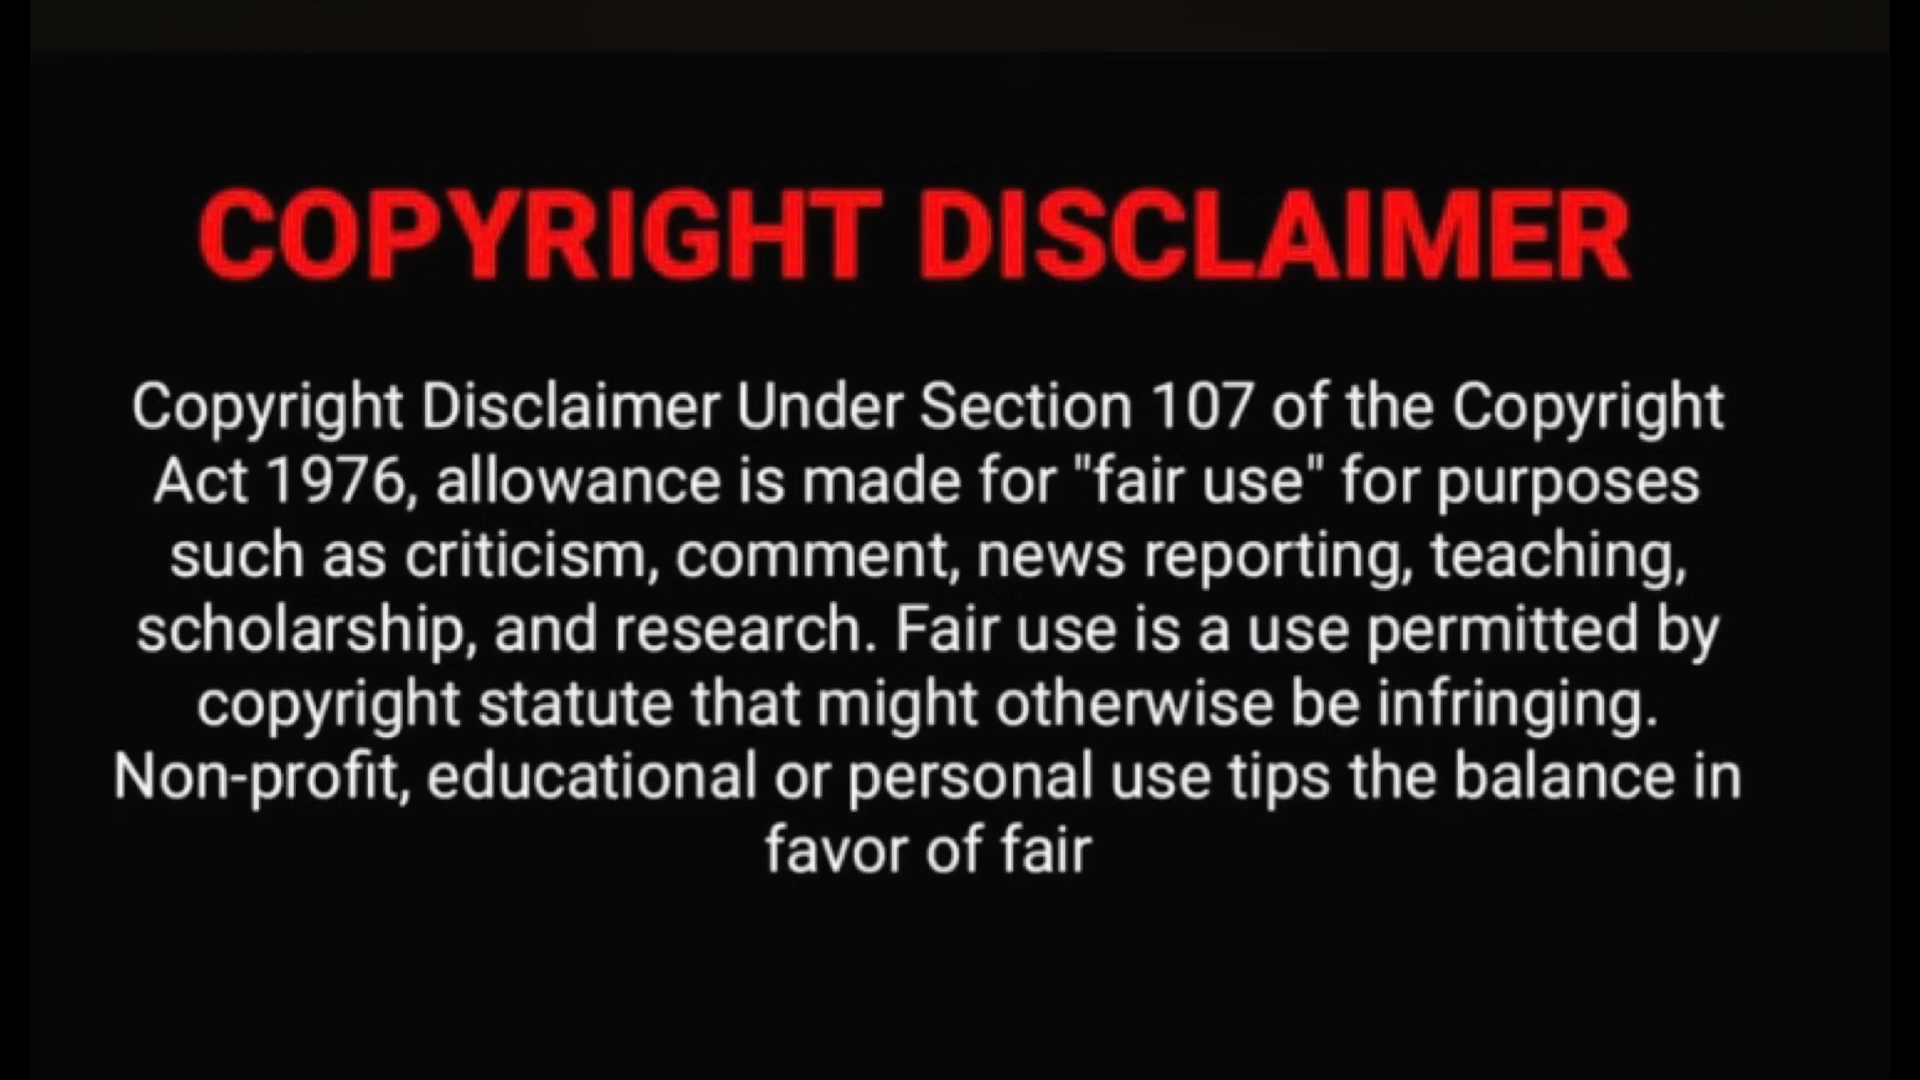 COPYRIGHT DISCLAIMER
Copyright Disclaimer Under Section 107 of the Copyright
Act 1976, allowance is made for "fair use" for purposes
such as criticism, comment, news reporting, teaching,
scholarship, and research. Fair use is a use permitted by
copyright statute that might otherwise be infringing.
Non-profit, educational or personal use tips the balance in
favor of fair